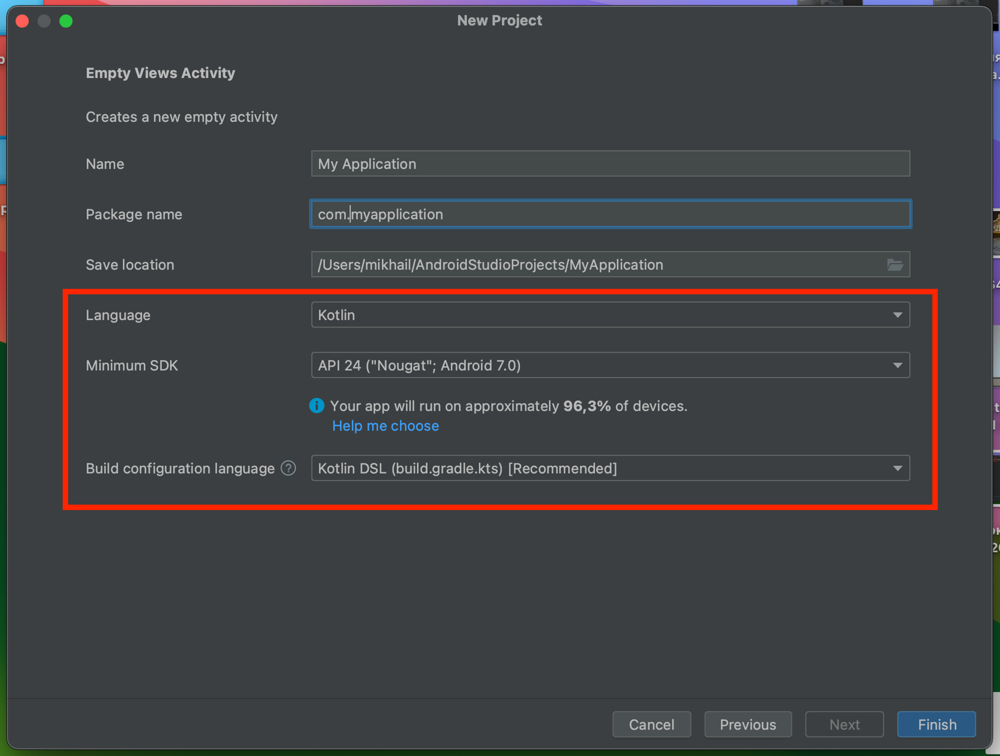 New Project
Empty Views Activity
Creates a new empty activity
Name My Application
Package name com.myapplication
Save location /Users/mikhail/AndroidStudioProjects/MyApplication
Language Kotlin
Minimum SDK API 24 ("Nougat"; Android 7.0)
Your app will run on approximately 96,3% of devices.
Help me choose
Build configuration language ? Kotlin DSL (build.gradle.kts) [Recommended]
Cancel Previous Next Finish